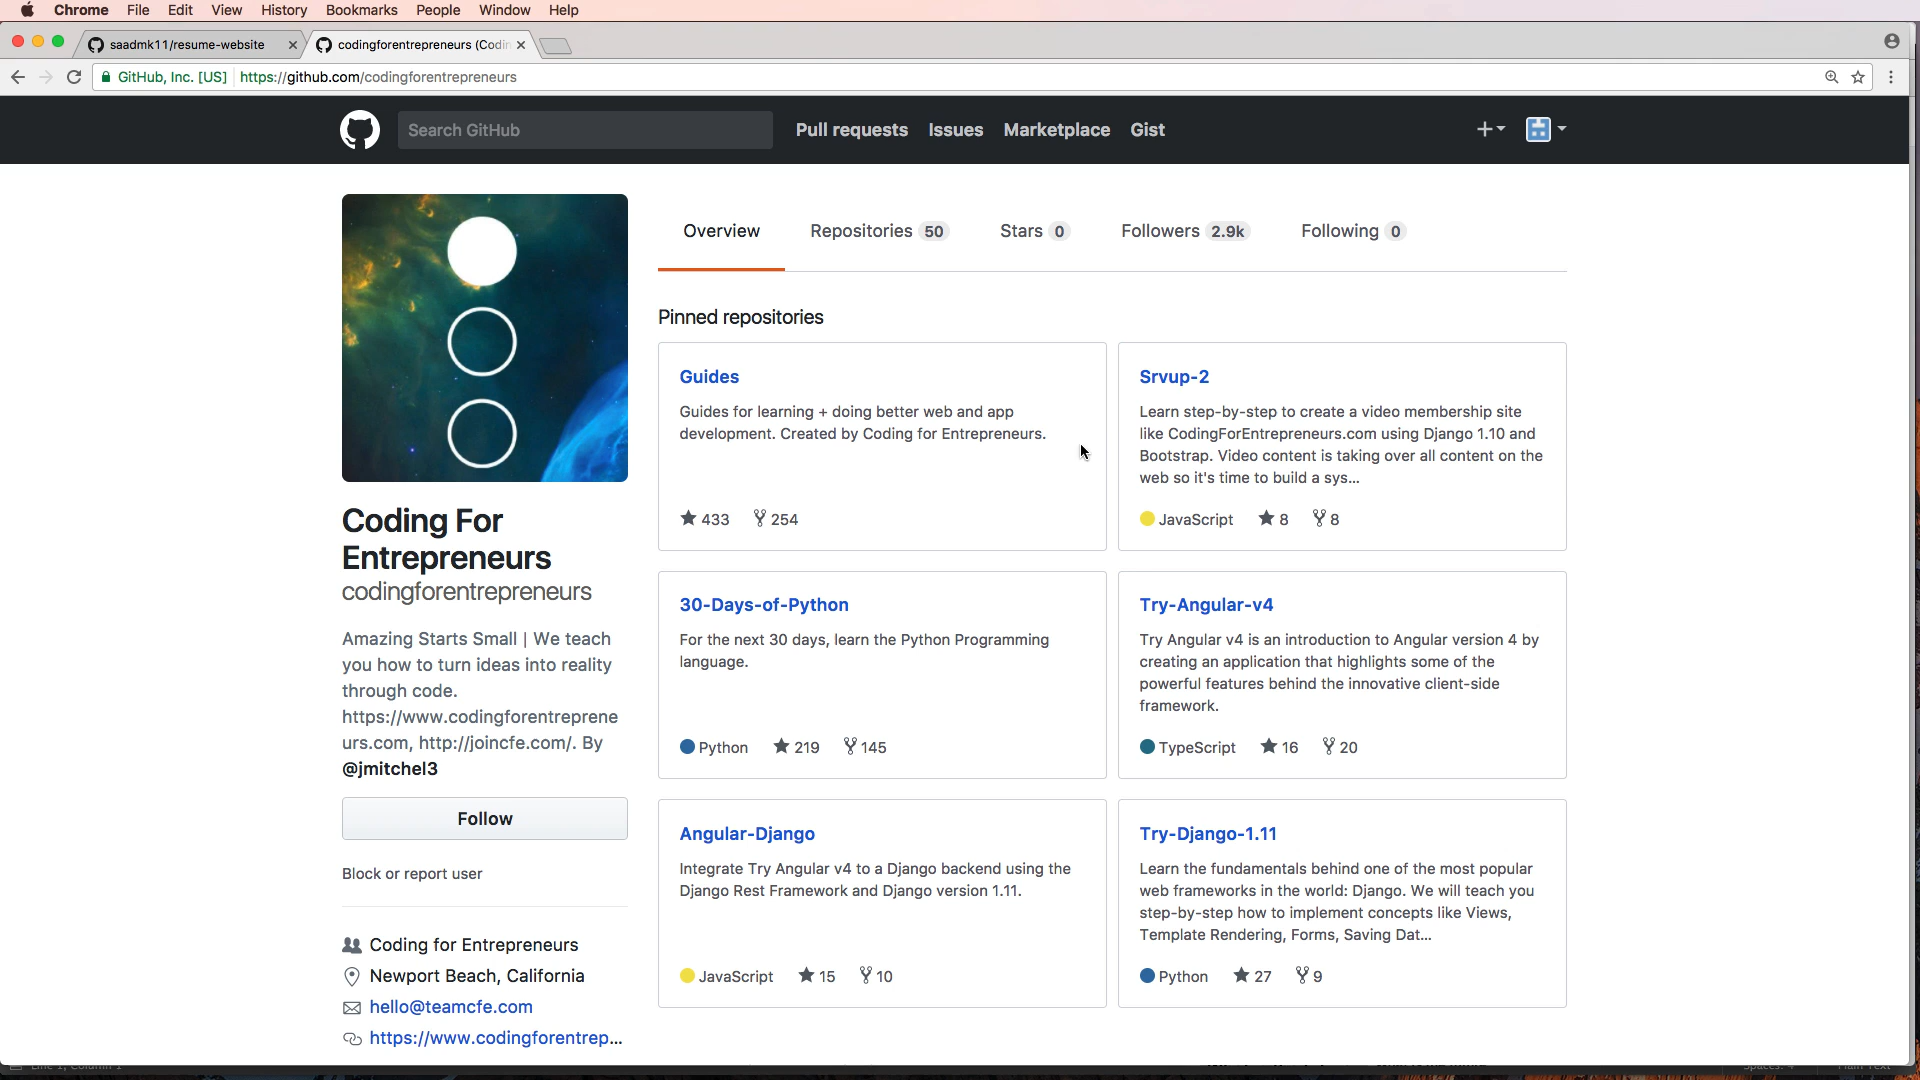 Chrome File Edit View History Bookmarks People Window Help
saadmk11/resume-website
codingforentrepreneurs (Codin
GitHub, Inc. [US] https://github.com/codingforentrepreneurs
Search GitHub
Pull requests Issues Marketplace Gist
Overview Repositories 50 Stars 0 Followers 2.9k Following 0
Pinned repositories
Guides
Guides for learning + doing better web and app
development. Created by Coding for Entrepreneurs.
433 254
Srvup-2
Learn step-by-step to create a video membership site
like CodingForEntrepreneurs.com using Django 1.10 and
Bootstrap. Video content is taking over all content on the
web so it's time to build a sys...
JavaScript 8 8
30-Days-of-Python
For the next 30 days, learn the Python Programming
language.
Python 219 145
Try-Angular-v4
Try Angular v4 is an introduction to Angular version 4 by
creating an application that highlights some of the
powerful features behind the innovative client-side
framework.
TypeScript 16 20
Angular-Django
Integrate Try Angular v4 to a Django backend using the
Django Rest Framework and Django version 1.11.
JavaScript 15 10
Try-Django-1.11
Learn the fundamentals behind one of the most popular
web frameworks in the world: Django. We will teach you
step-by-step how to implement concepts like Views,
Template Rendering, Forms, Saving Dat...
Python 27 9
Coding For
Entrepreneurs
codingforentrepreneurs
Amazing Starts Small | We teach
you how to turn ideas into reality
through code.
https://www.codingforentreprene
urs.com, http://joincfe.com/. By
@jmitchel3
Follow
Block or report user
Coding for Entrepreneurs
Newport Beach, California
hello@teamcfe.com
https://www.codingforentrep...